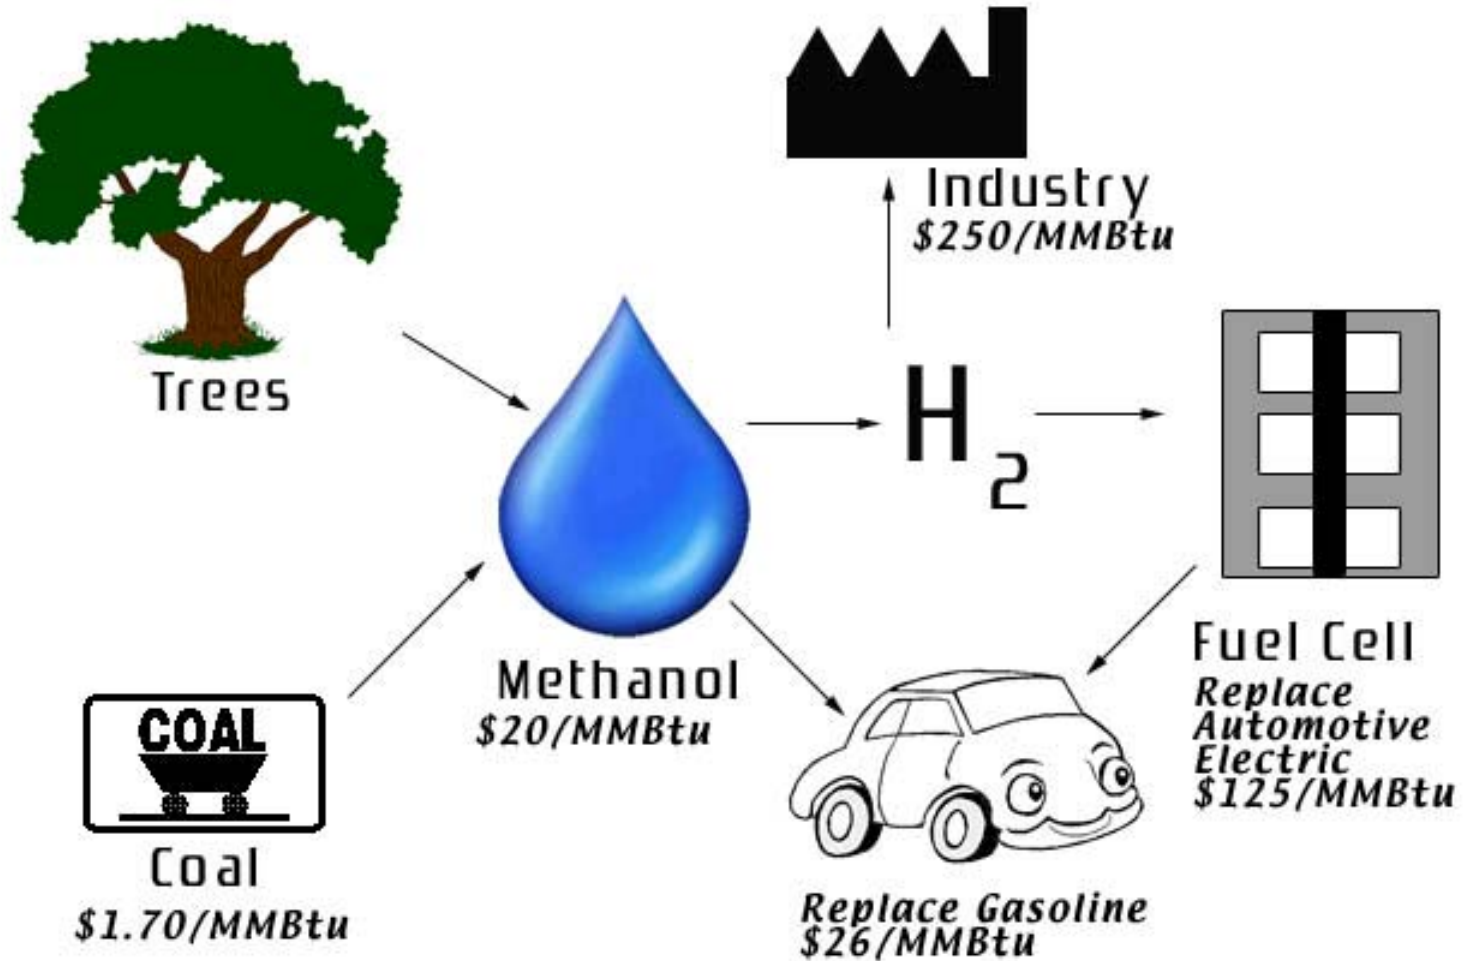 Industry
$250/MMBtu
Trees
H
2
Methanol
$20/MMBtu
Fuel Cell
Replace
Automotive
Electric
$125/MMBtu
COAL
Coal
$1.70/MMBtu
Replace Gasoline
$26/MMBtu